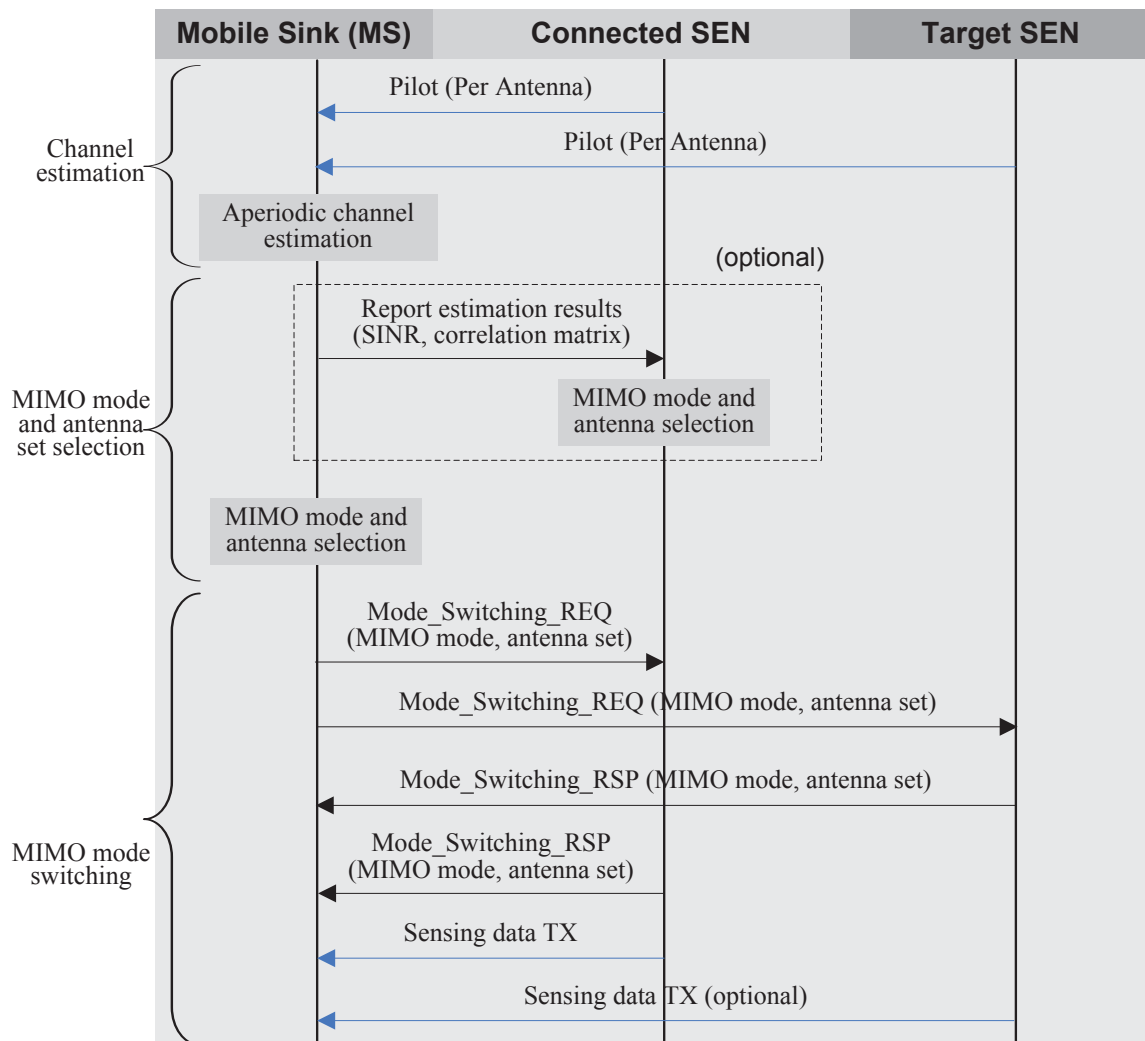 Mobile Sink (MS)
Connected SEN
Target SEN
Pilot (Per Antenna)
Pilot (Per Antenna)
Channel
estimation
Aperiodic channel
estimation
(optional)
Report estimation results
(SINR, correlation matrix)
MIMO mode and
antenna selection
MIMO mode
and antenna
set selection
MIMO mode and
antenna selection
Mode_Switching_REQ
(MIMO mode, antenna set)
Mode_Switching_REQ (MIMO mode, antenna set)
Mode_Switching_RSP (MIMO mode, antenna set)
Mode_Switching_RSP
(MIMO mode, antenna set)
MIMO mode
switching
Sensing data TX
Sensing data TX (optional)